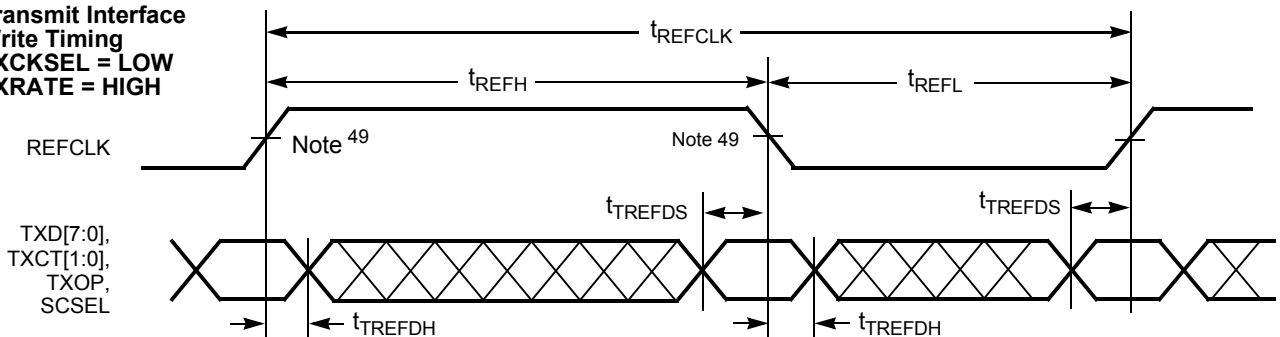 ransmit Interface
rite Timing
XCKSEL = LOW
XRATE = HIGH
tREFCLK
tREFH
tREFL
REFCLK
Note 49
Note 49
tTREFDS
tTREFDS
TXD[7:0],
TXCT[1:0],
TXOP,
SCSEL
tTREFDH
tTREFDH